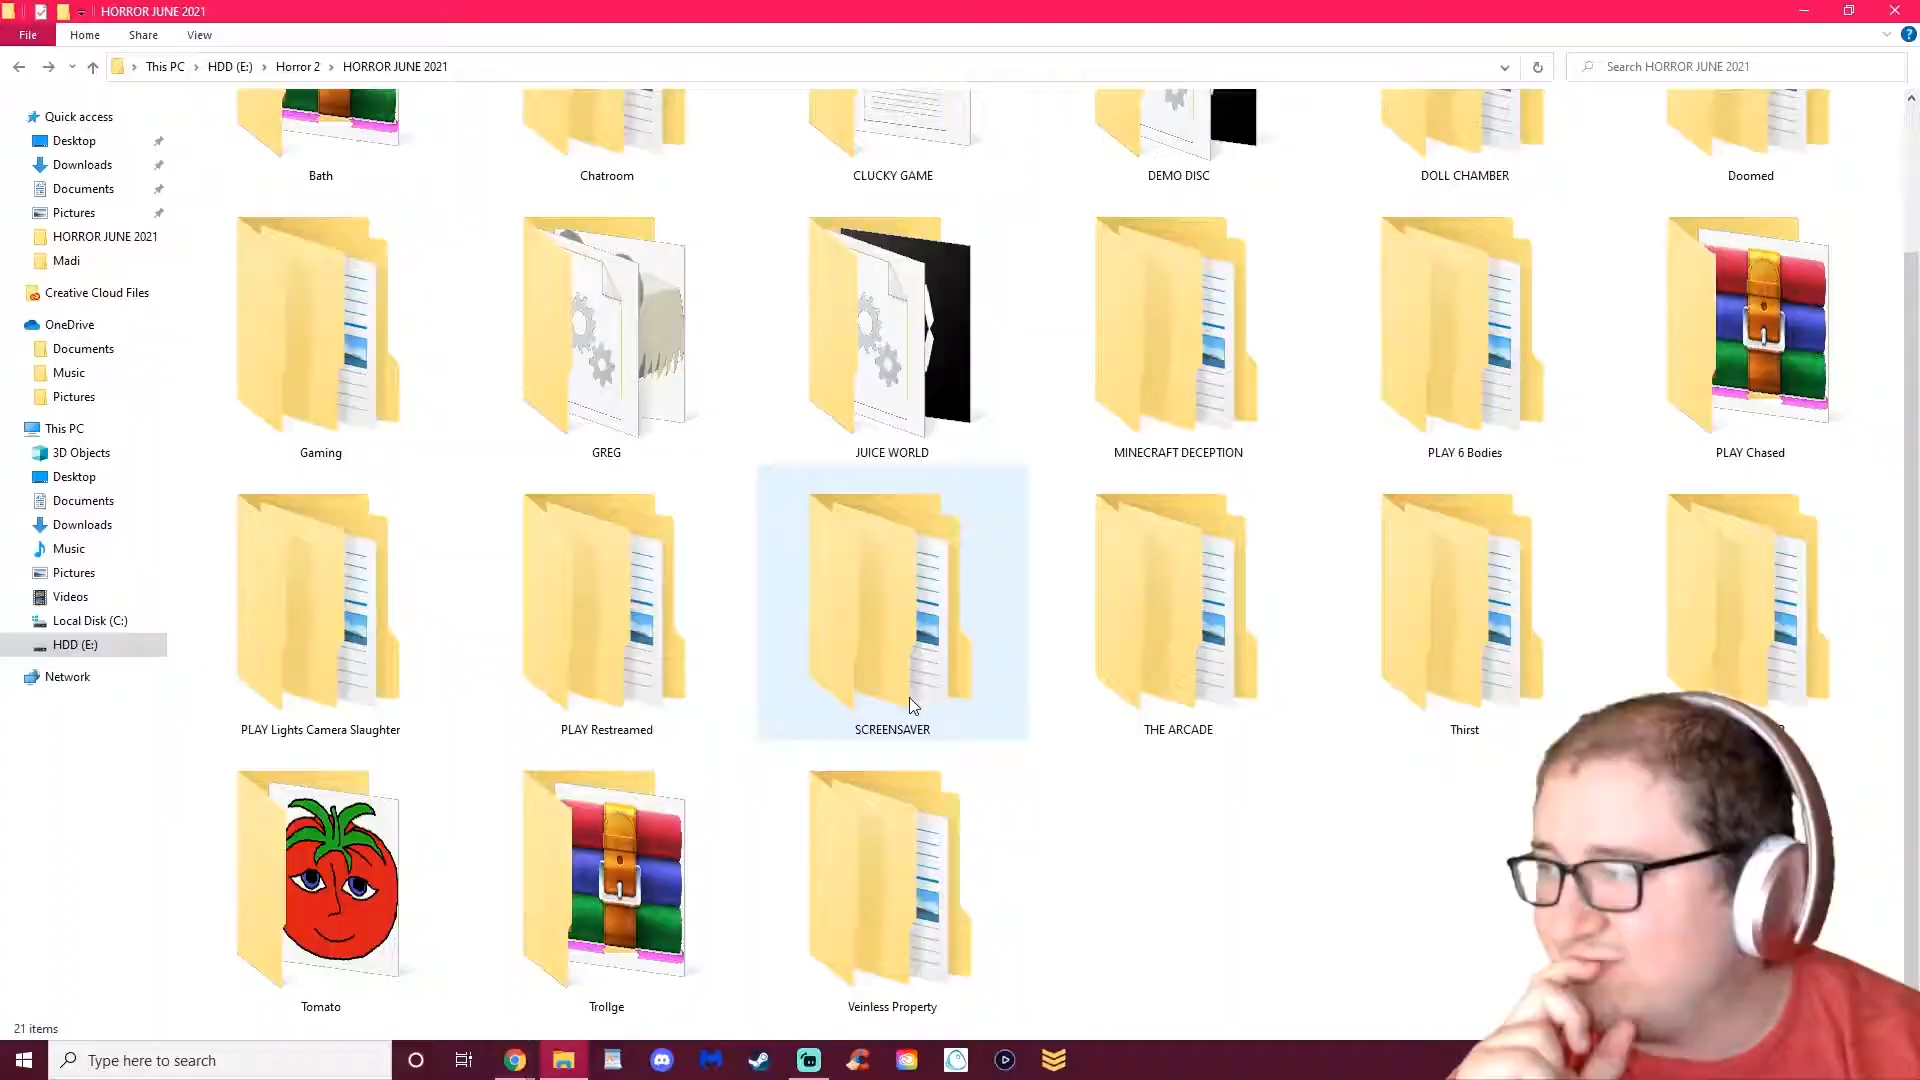 HORROR JUNE 2021
File Home Share View
This PC HDD (E:) Horror 2 HORROR JUNE 2021
Search HORROR JUNE 2021
Quick access
Desktop
Downloads
Documents
Pictures
HORROR JUNE 2021
Madi
Creative Cloud Files
OneDrive
Documents
Music
Pictures
This PC
3D Objects
Desktop
Documents
Downloads
Music
Pictures
Videos
Local Disk (C:)
HDD (E:)
Network
Bath Chatroom CLUCKY GAME DEMO DISC DOLL CHAMBER Doomed
Gaming GREG JUICE WORLD MINECRAFT DECEPTION PLAY 6 Bodies PLAY Chased
PLAY Lights Camera Slaughter PLAY Restreamed SCREENSAVER THE ARCADE Thirst
Tomato Trollge Veinless Property
21 items
Type here to search